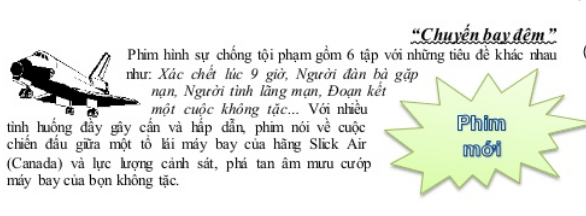 “Chuyến bay đêm”
Phim hình sự chống tội phạm gồm 6 tập với những tiêu đề khác nhau
như: Xác chết lúc 9 giờ, Người đàn bà gặp
nạn, Người tình lãng mạn, Đoạn kết
một cuộc không tặc... Với nhiều
tình huống đầy gây cấn và hấp dẫn, phim nói về cuộc
chiến đấu giữa một tổ lái máy bay của hãng Slick Air
(Canada) và lực lượng cảnh sát, phá tan âm mưu cướp
máy bay của bọn không tặc.
Phim
mới